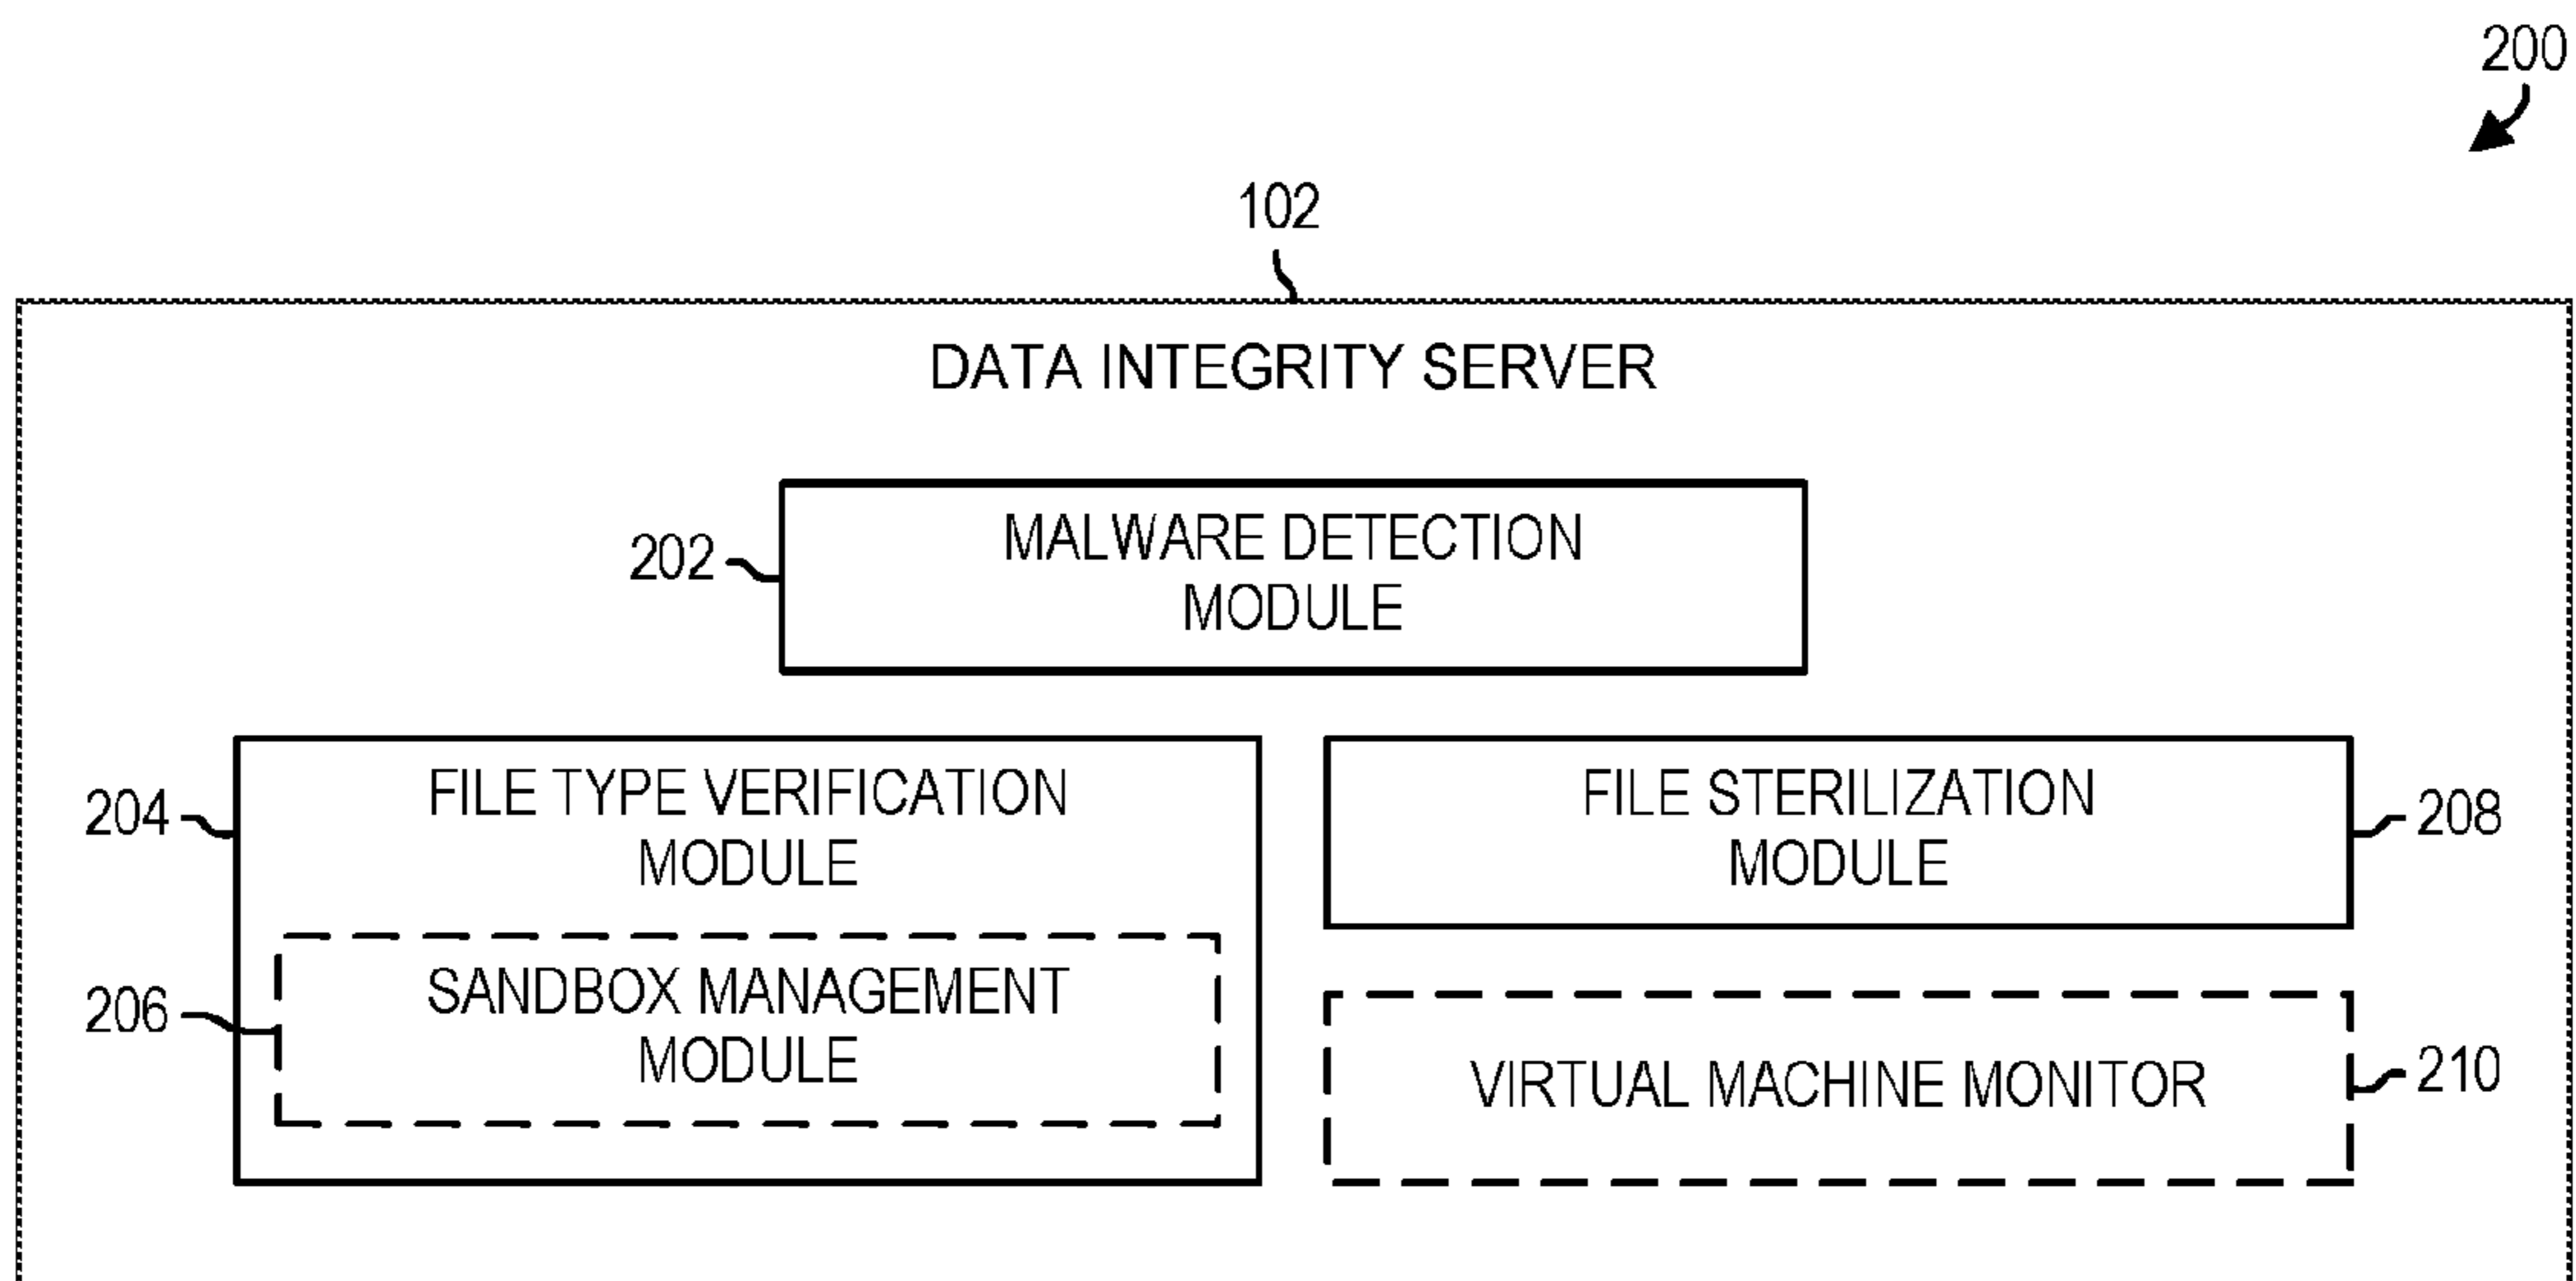 200
102
DATA INTEGRITY SERVER
202
MALWARE DETECTION
MODULE
204
FILE TYPE VERIFICATION
MODULE
206
SANDBOX MANAGEMENT
MODULE
FILE STERILIZATION
MODULE
208
VIRTUAL MACHINE MONITOR
210